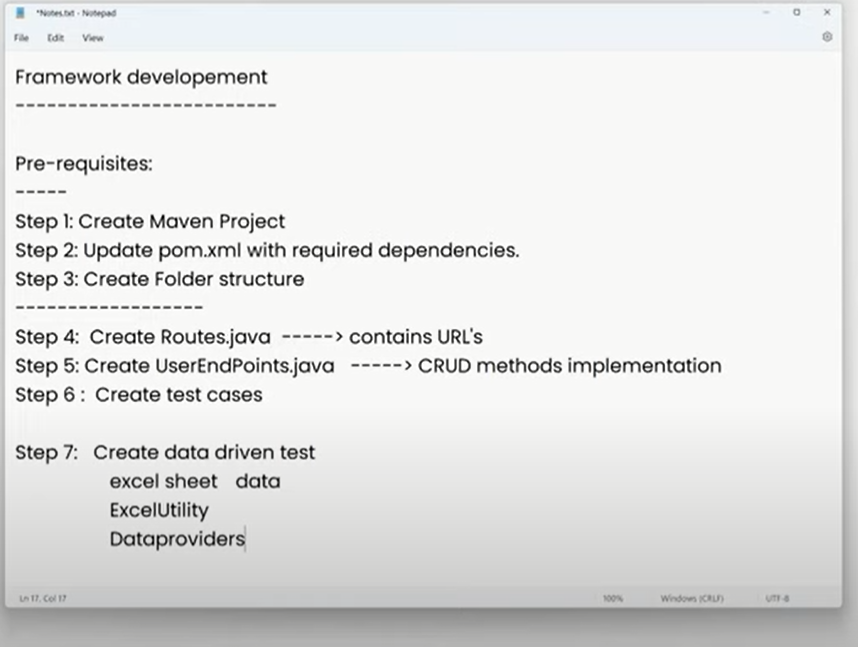 *Notes.txt - Notepad
File Edit View
Framework developement
-------------------------
Pre-requisites:
-----
Step 1: Create Maven Project
Step 2: Update pom.xml with required dependencies.
Step 3: Create Folder structure
------------------
Step 4:  Create Routes.java  -----> contains URL's
Step 5: Create UserEndPoints.java   -----> CRUD methods implementation
Step 6 :  Create test cases
Step 7:   Create data driven test
excel sheet   data
ExcelUtility
Dataproviders
Ln 17, Col 17 100% Windows (CRLF) UTF-8